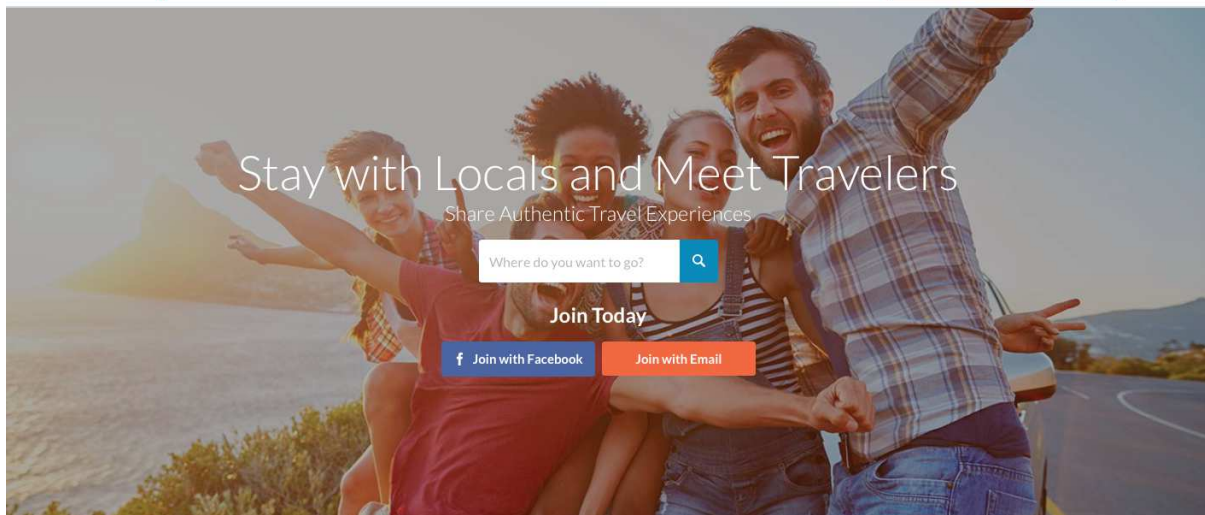 Stay with Locals and Meet Travelers
Share Authentic Travel Experiences
Where do you want to go?
Join Today
f Join with Facebook
Join with Email